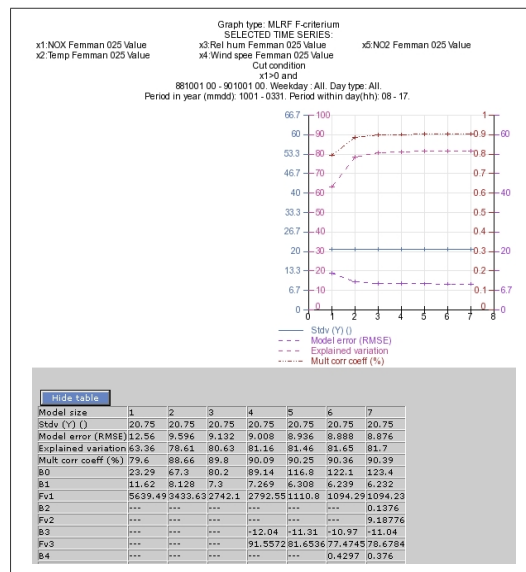 Graph type: MLRF F-criterium
SELECTED TIME SERIES:
x1:NOX Femman 025 Value x3:Rel hum Femman 025 Value x5:NO2 Femman 025 Value
x2:Temp Femman 025 Value x4:Wind spee Femman 025 Value
Cut condition
x1>0 and
881001 00 - 901001 00. Weekday : All. Day type: All.
Period in year (mmdd): 1001 - 0331. Period within day(hh): 08 - 17.
66.7 100 1
60 90 0.9 60
53.3 80 0.8
46.7 70 0.7
40 60 0.6 40
33.3 50 0.5
26.7 40 0.4
20 30 0.3 20
13.3 20 0.2
6.7 10 0.1 6.7
0 0 0 0
0 1 2 3 4 5 6 7 8
Stdv (Y) ()
Model error (RMSE)
Explained variation
Mult corr coeff (%)
Hide table
Model size 1 2 3 4 5 6 7
Stdv (Y) () 20.75 20.75 20.75 20.75 20.75 20.75 20.75
Model error (RMSE) 12.56 9.596 9.132 9.008 8.936 8.888 8.876
Explained variation 63.36 78.61 80.63 81.16 81.46 81.65 81.7
Mult corr coeff (%) 79.6 88.66 89.8 90.09 90.25 90.36 90.39
B0 23.29 67.3 80.2 89.14 116.8 122.1 123.4
B1 11.62 8.128 7.3 7.269 6.308 6.239 6.232
Fv1 5639.49 3433.63 2742.1 2792.55 1110.8 1094.29 1094.23
B2 --- --- --- --- --- --- 0.1376
Fv2 --- --- --- --- --- --- 9.18776
B3 --- --- --- -12.04 -11.31 -10.97 -11.04
Fv3 --- --- --- 91.5572 81.6536 77.4745 78.6784
B4 --- --- --- --- --- 0.4297 0.376